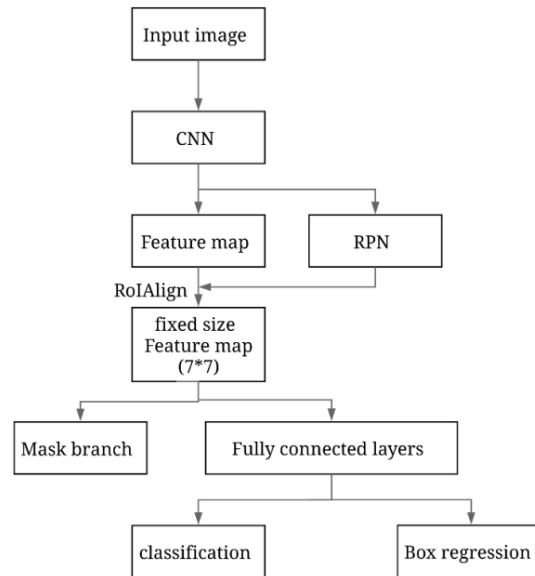 Input image
CNN
Feature map
RPN
RoIAlign
fixed size
Feature map
(7*7)
Mask branch
Fully connected layers
classification
Box regression